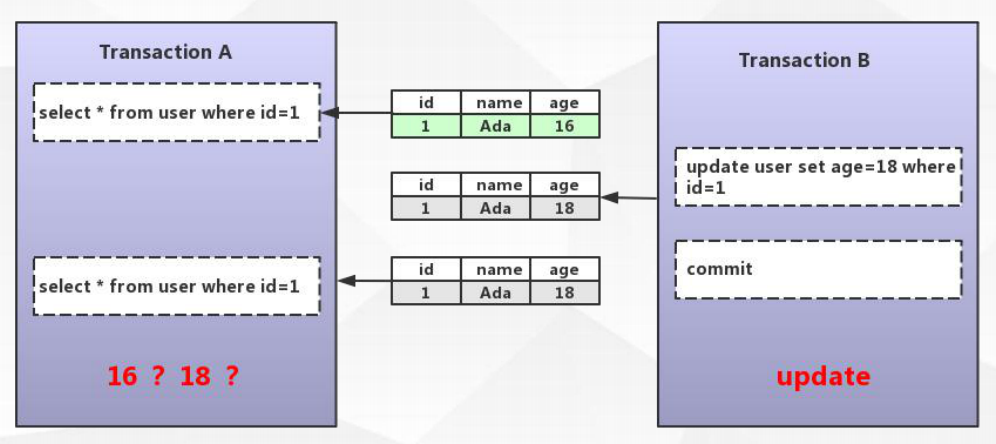 Transaction A
select * from user where id=1
select * from user where id=1
16 ? 18 ?
id name age
1 Ada 16
id name age
1 Ada 18
id name age
1 Ada 18
Transaction B
update user set age=18 where
id=1
commit
update